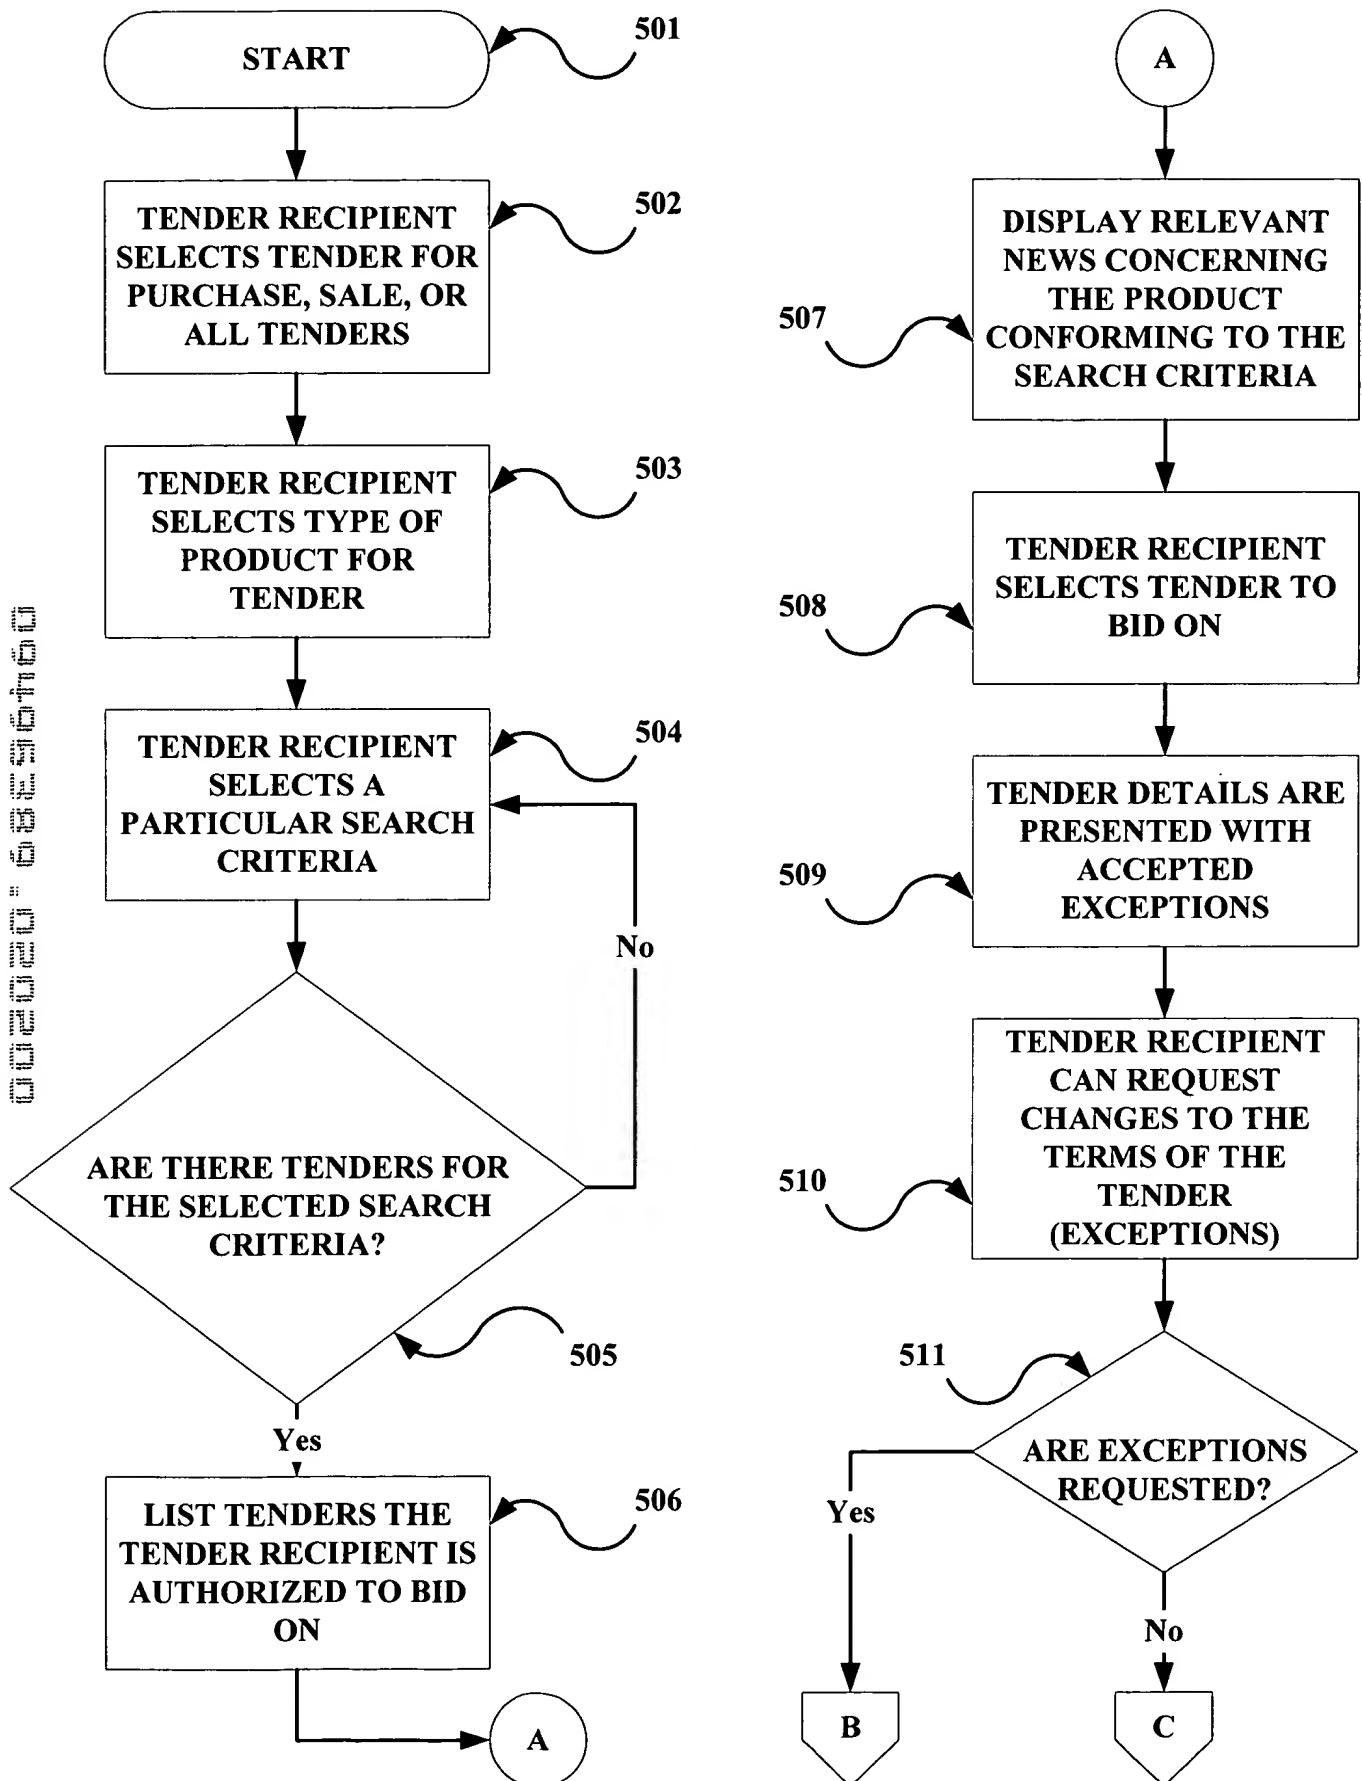 START
501
TENDER RECIPIENT
SELECTS TENDER FOR
PURCHASE, SALE, OR
ALL TENDERS
502
TENDER RECIPIENT
SELECTS TYPE OF
PRODUCT FOR
TENDER
503
TENDER RECIPIENT
SELECTS A
PARTICULAR SEARCH
CRITERIA
504
No
ARE THERE TENDERS FOR
THE SELECTED SEARCH
CRITERIA?
505
Yes
LIST TENDERS THE
TENDER RECIPIENT IS
AUTHORIZED TO BID
ON
506
A
A
DISPLAY RELEVANT
NEWS CONCERNING
THE PRODUCT
CONFORMING TO THE
SEARCH CRITERIA
507
TENDER RECIPIENT
SELECTS TENDER TO
BID ON
508
TENDER DETAILS ARE
PRESENTED WITH
ACCEPTED
EXCEPTIONS
509
TENDER RECIPIENT
CAN REQUEST
CHANGES TO THE
TERMS OF THE
TENDER
(EXCEPTIONS)
510
511
ARE EXCEPTIONS
REQUESTED?
Yes
No
B
C